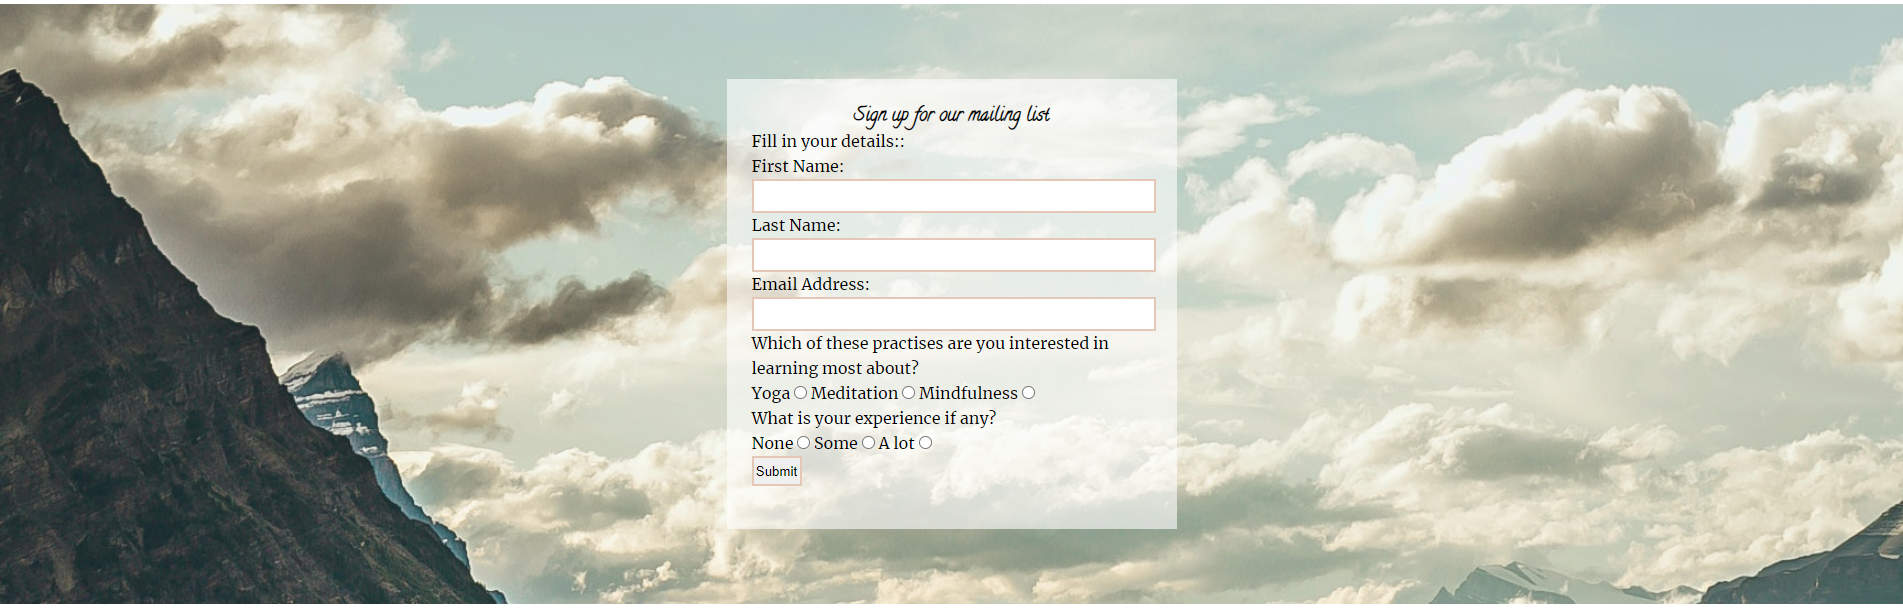 Sign up for our mailing list
Fill in your details::
First Name:
Last Name:
Email Address:
Which of these practises are you interested in
learning most about?
Yoga Meditation Mindfulness
What is your experience if any?
None Some A lot
Submit